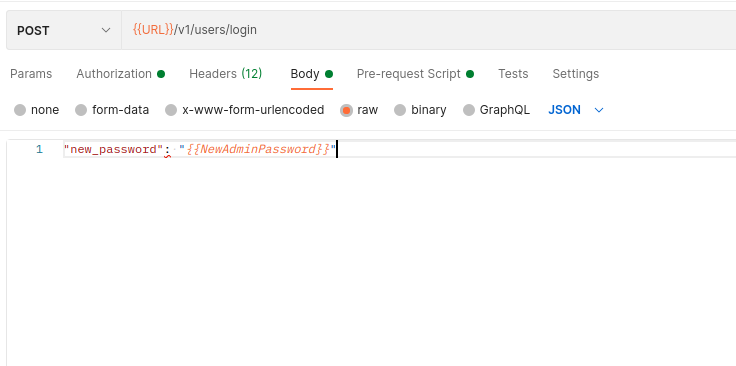 POST {{URL}}/v1/users/login
Params Authorization Headers (12) Body Pre-request Script Tests Settings
none form-data x-www-form-urlencoded raw binary GraphQL JSON
1 "new_password": "{{NewAdminPassword}}"